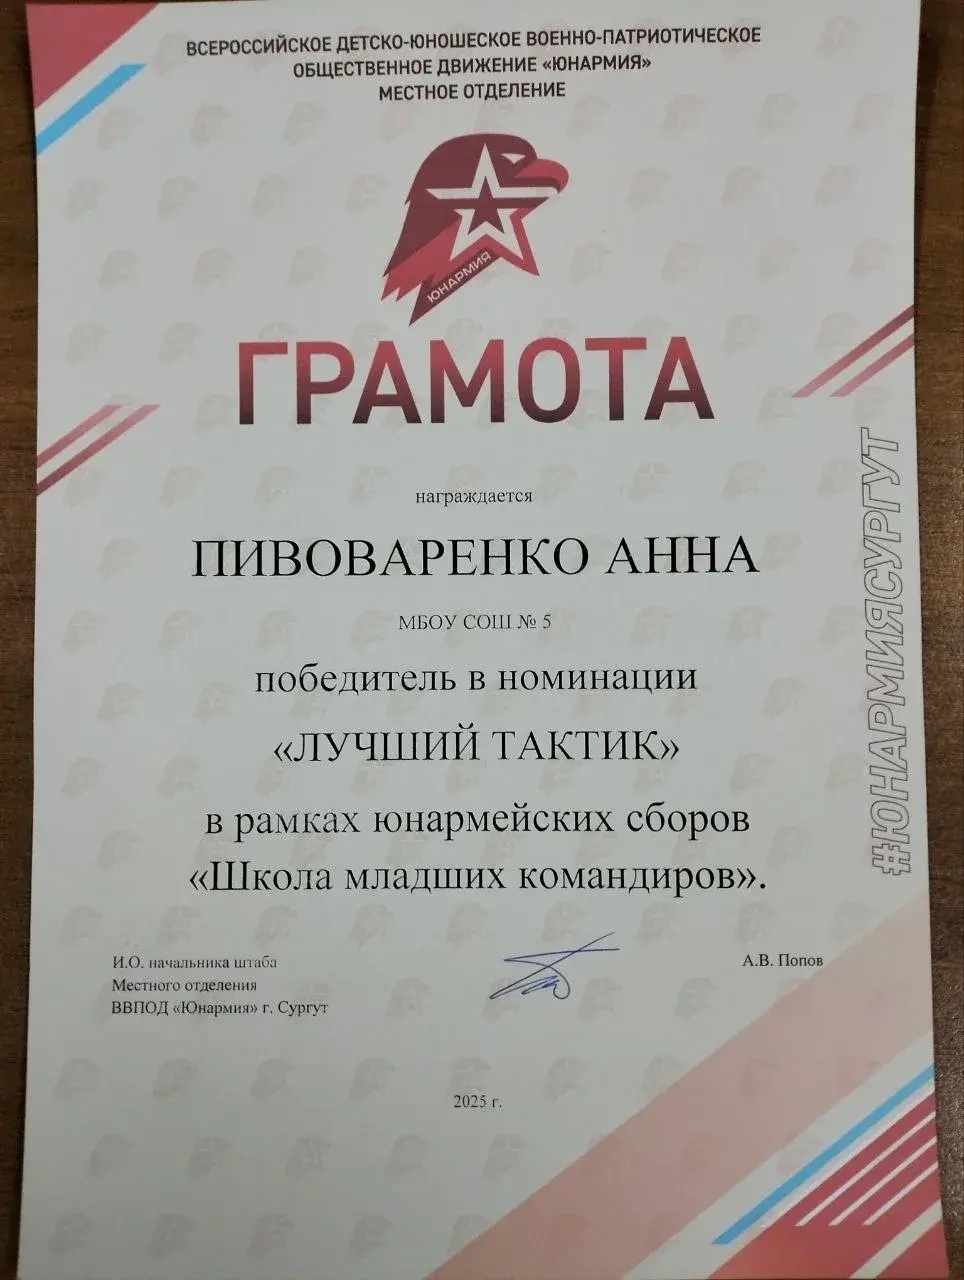 ВСЕРОССИЙСКОЕ ДЕТСКО-ЮНОШЕСКОЕ ВОЕННО-ПАТРИОТИЧЕСКОЕ
ОБЩЕСТВЕННОЕ ДВИЖЕНИЕ «ЮНАРМИЯ»
МЕСТНОЕ ОТДЕЛЕНИЕ
ЮНАРМИЯ
ГРАМОТА
награждается
ПИВОВАРЕНКО АННА
МБОУ СОШ № 5
победитель в номинации
«ЛУЧШИЙ ТАКТИК»
в рамках юнармейских сборов
«Школа младших командиров».
#ЮНАРМИЯСУРГУТ
И.О. начальника штаба
Местного отделения
ВВПОД «Юнармия» г. Сургут
А.В. Попов
2025 г.